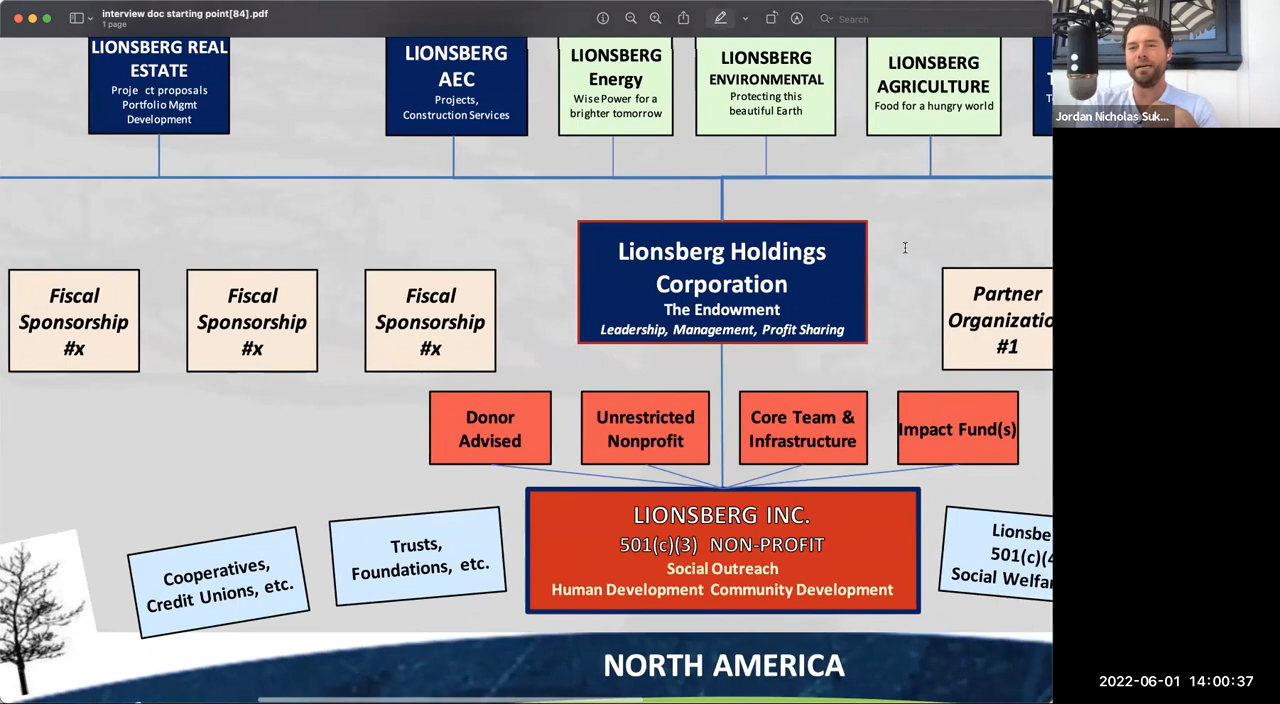 interview doc starting point[84].pdf
1 page
Search
LIONSBERG REAL
ESTATE
Proje ct proposals
Portfolio Mgmt
Development
LIONSBERG
AEC
Projects,
Construction Services
LIONSBERG
Energy
Wise Power for a
brighter tomorrow
LIONSBERG
ENVIRONMENTAL
Protecting this
beautiful Earth
LIONSBERG
AGRICULTURE
Food for a hungry world
Jordan Nicholas Suk...
Lionsberg Holdings
Corporation
The Endowment
Leadership, Management, Profit Sharing
Fiscal
Sponsorship
#x
Fiscal
Sponsorship
#x
Fiscal
Sponsorship
#x
Partner
Organizatio
#1
Donor
Advised
Unrestricted
Nonprofit
Core Team &
Infrastructure
Impact Fund(s)
Cooperatives,
Credit Unions, etc.
Trusts,
Foundations, etc.
LIONSBERG INC.
501(c)(3) NON-PROFIT
Social Outreach
Human Development Community Development
Lionsbe
501(c)(4
Social Welfar
NORTH AMERICA
2022-06-01 14:00:37